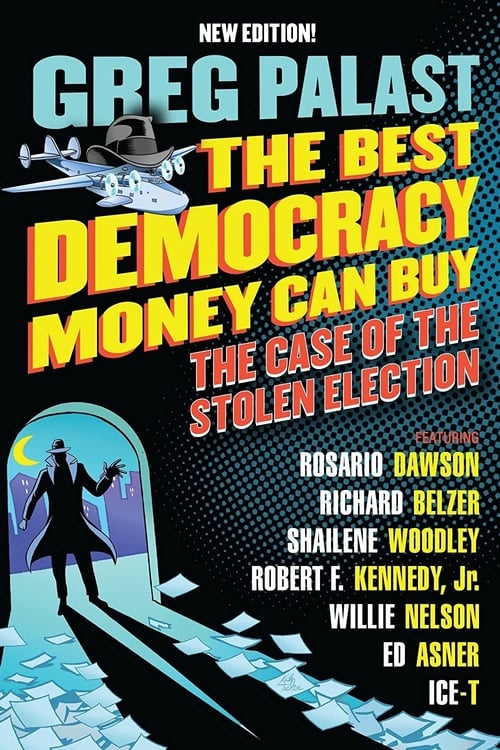 NEW EDITION!
GREG PALAST
THE BEST
DEMOCRACY
MONEY CAN BUY
THE CASE OF THE
STOLEN ELECTION
FEATURING
ROSARIO DAWSON
RICHARD BELZER
SHAILENE WOODLEY
ROBERT F. KENNEDY, Jr.
WILLIE NELSON
ED ASNER
ICE-T